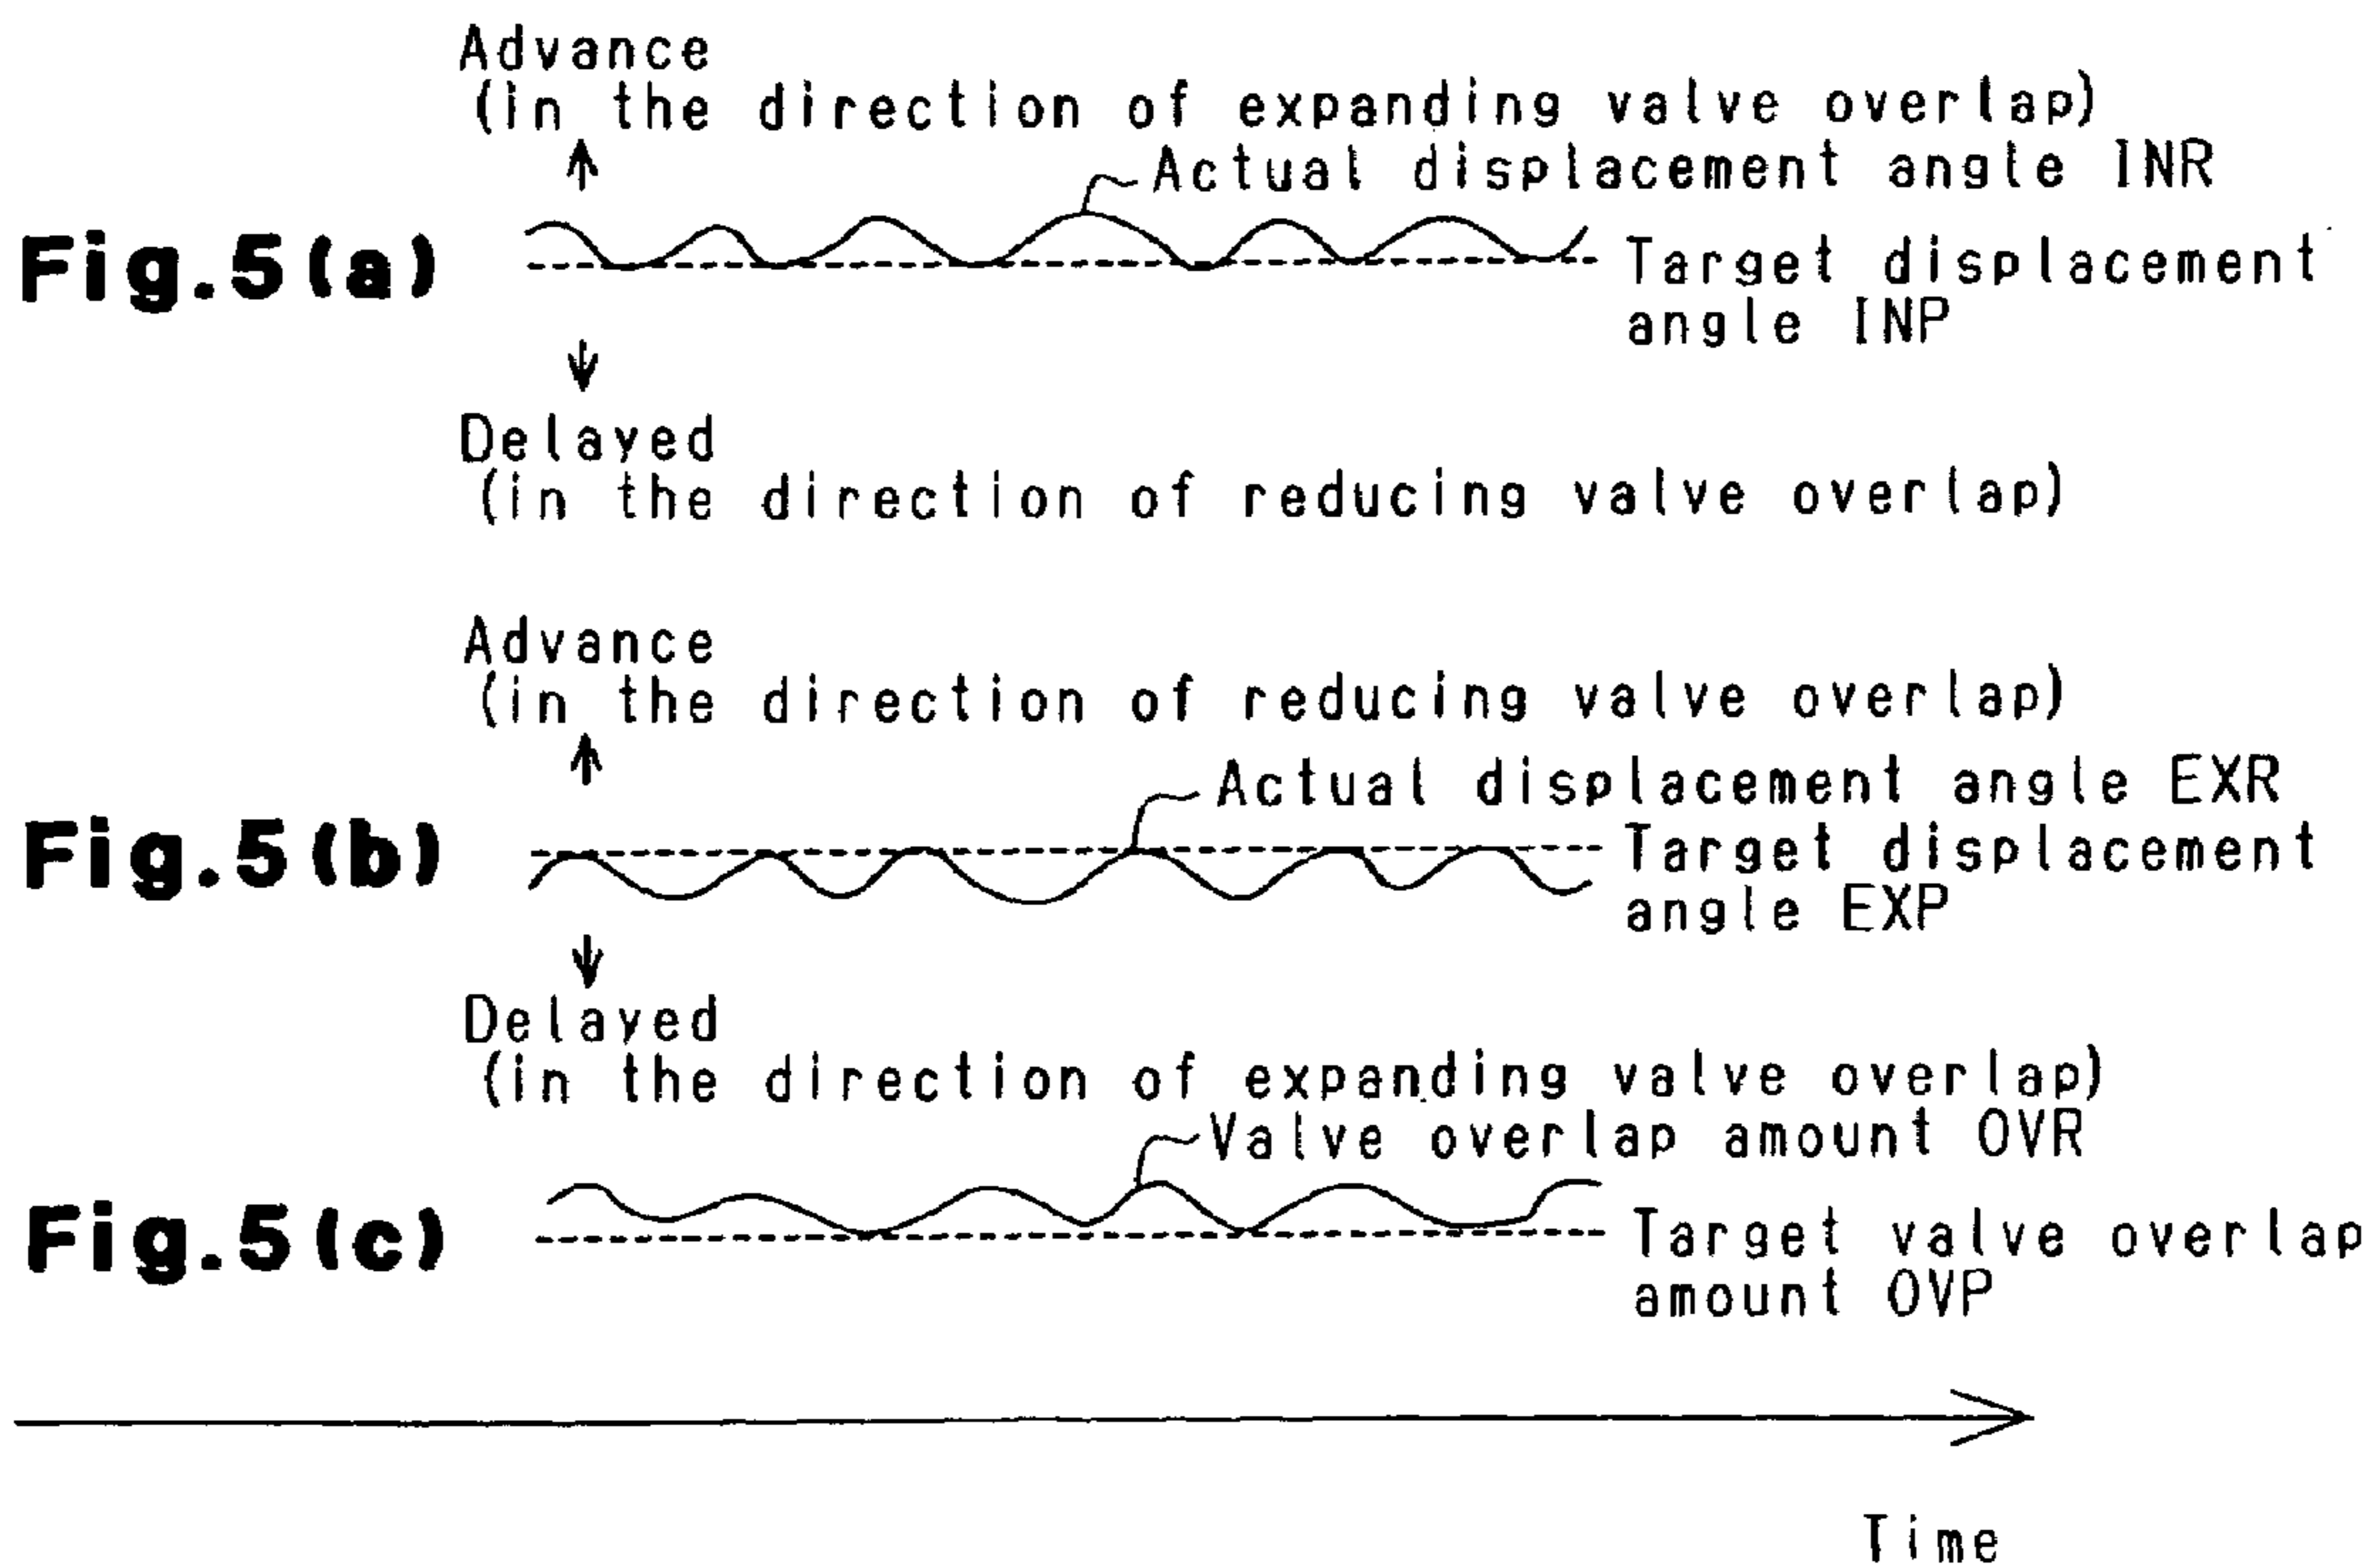 Advance
(in the direction of expanding valve overlap)
Actual displacement angle INR
Fig.5(a)
Target displacement
angle INP
Delayed
(in the direction of reducing valve overlap)
Advance
(in the direction of reducing valve overlap)
Actual displacement angle EXR
Fig.5(b)
Target displacement
angle EXP
Delayed
(in the direction of expanding valve overlap)
Valve overlap amount OVR
Fig.5(c)
Target valve overlap
amount OVP
Time